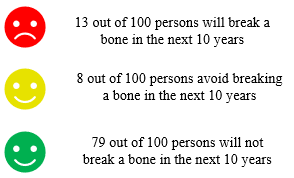 13 out of 100 persons will break a
bone in the next 10 years
8 out of 100 persons avoid breaking
a bone in the next 10 years
79 out of 100 persons will not
break a bone in the next 10 years